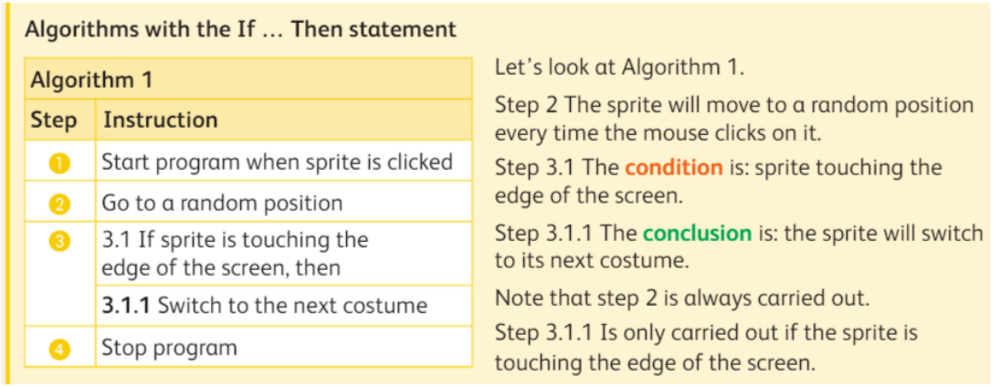 Algorithms with the If ... Then statement
Algorithm 1
Step Instruction
1 Start program when sprite is clicked
2 Go to a random position
3 3.1 If sprite is touching the
edge of the screen, then
3.1.1 Switch to the next costume
4 Stop program
Let's look at Algorithm 1.
Step 2 The sprite will move to a random position
every time the mouse clicks on it.
Step 3.1 The condition is: sprite touching the
edge of the screen.
Step 3.1.1 The conclusion is: the sprite will switch
to its next costume.
Note that step 2 is always carried out.
Step 3.1.1 Is only carried out if the sprite is
touching the edge of the screen.